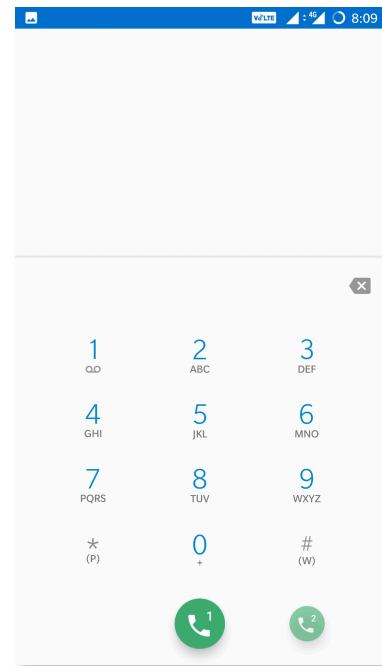 VoLTE 4G 8:09
1 2 3
ABC DEF
4 5 6
GHI JKL MNO
7 8 9
PQRS TUV WXYZ
* 0 #
(P) + (W)
1 2